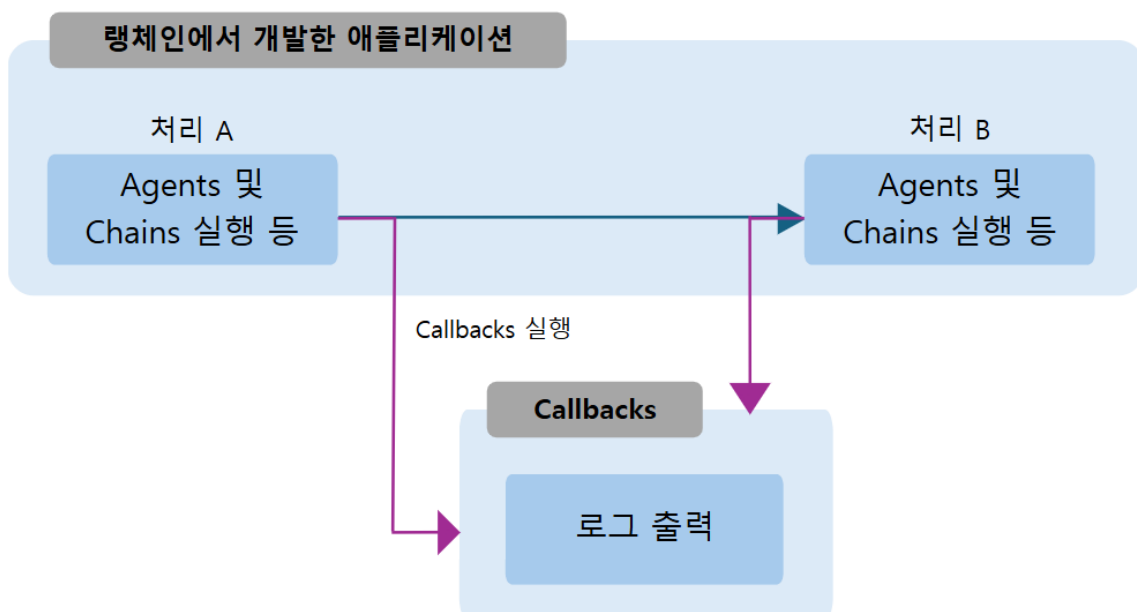 랭체인에서 개발한 애플리케이션
처리 A
Agents 및
Chains 실행 등
처리 B
Agents 및
Chains 실행 등
Callbacks 실행
Callbacks
로그 출력